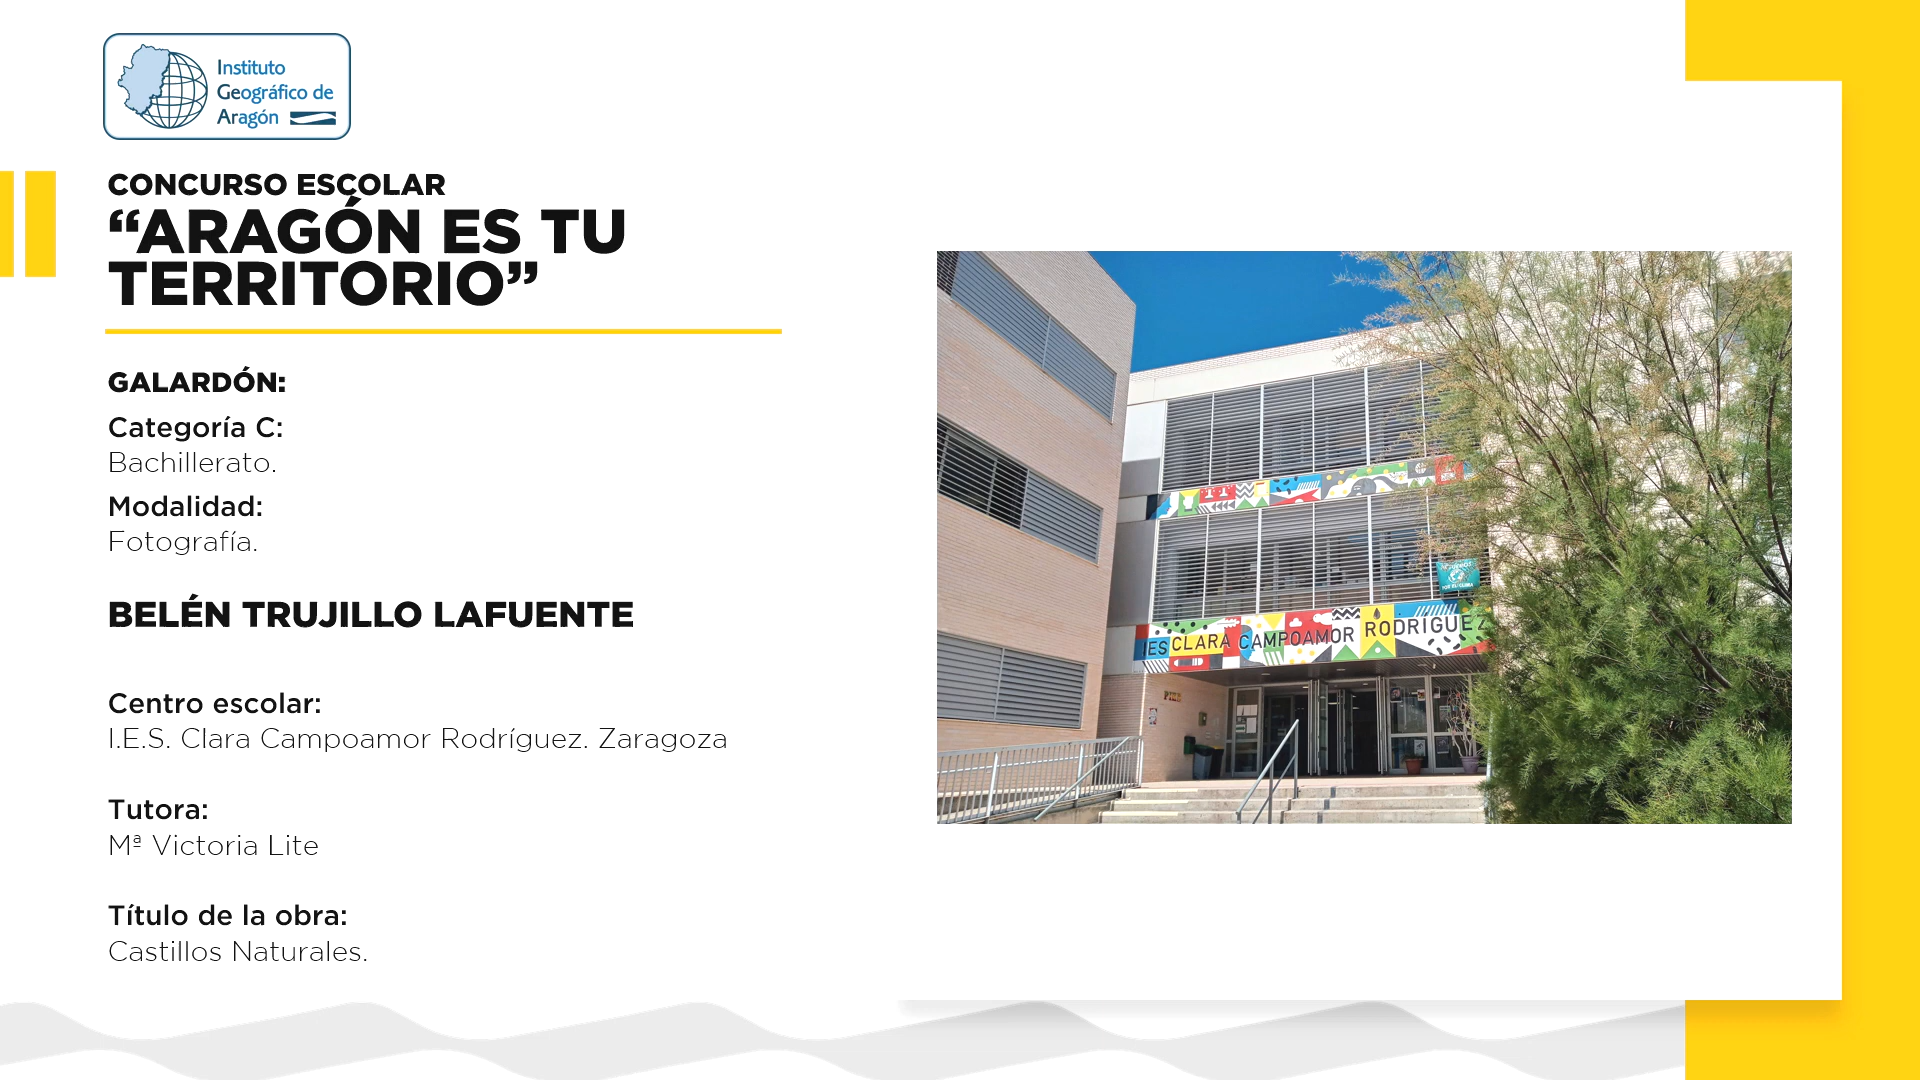 Instituto
Geográfico de
Aragón
CONCURSO ESCOLAR
“ARAGÓN ES TU
TERRITORIO”
GALARDÓN:
Categoría C:
Bachillerato.
Modalidad:
Fotografía.
BELÉN TRUJILLO LAFUENTE
Centro escolar:
I.E.S. Clara Campoamor Rodríguez. Zaragoza
Tutora:
Mª Victoria Lite
Título de la obra:
Castillos Naturales.
IES CLARA CAMPOAMOR RODRIGUEZ